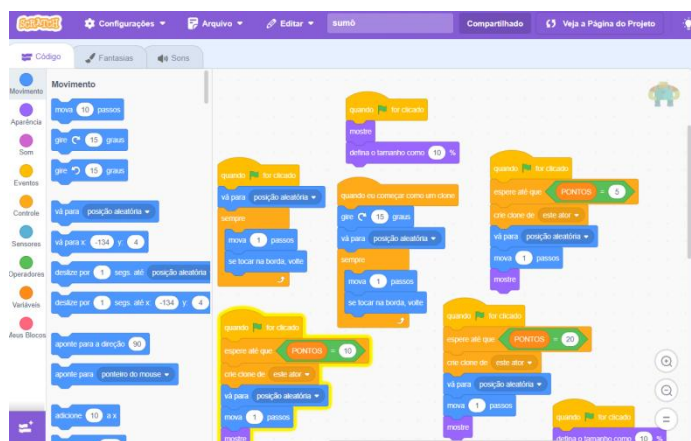 SCRATCH Configurações Arquivo Editar sumô Compartilhado Veja a Página do Projeto
Código Fantasias Sons
Movimento
Aparência
Som
Eventos
Controle
Sensores
Operadores
Variáveis
Meus Blocos
Movimento
mova 10 passos
gire 15 graus
gire 15 graus
vá para posição aleatória
vá para x: -134 y: 4
deslize por 1 segs. até posição aleatória
deslize por 1 segs. até x: -134 y: 4
aponte para a direção 90
aponte para ponteiro do mouse
adicione 10 a x
quando for clicado
mostre
defina o tamanho como 10 %
quando for clicado
vá para posição aleatória
sempre
mova 1 passos
se tocar na borda, volte
quando eu começar como um clone
gire 15 graus
vá para posição aleatória
sempre
mova 1 passos
se tocar na borda, volte
quando for clicado
espere até que PONTOS = 5
crie clone de este ator
vá para posição aleatória
mova 1 passos
mostre
quando for clicado
espere até que PONTOS = 10
crie clone de este ator
vá para posição aleatória
mova 1 passos
mostre
quando for clicado
espere até que PONTOS = 20
crie clone de este ator
vá para posição aleatória
mova 1 passos
mostre
quando for clicado
defina o tamanho como 10 %